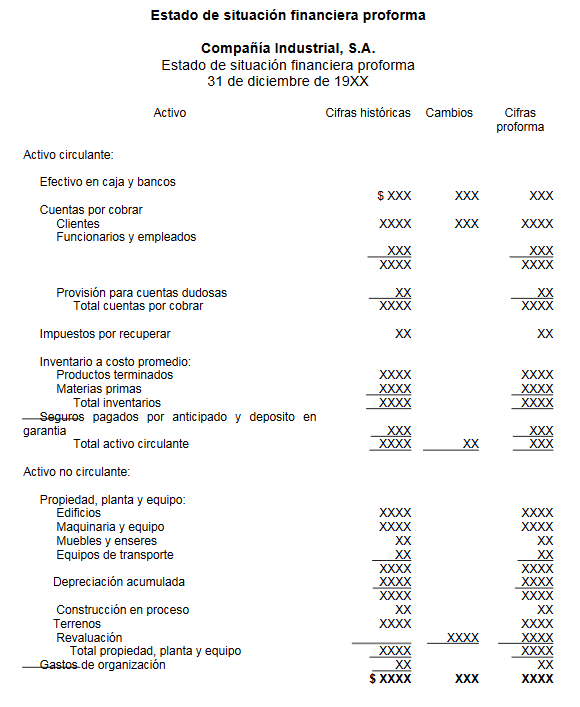 Estado de situación financiera proforma
Compañía Industrial, S.A.
Estado de situación financiera proforma
31 de diciembre de 19XX
Activo Cifras históricas Cambios Cifras proforma
Activo circulante:
Efectivo en caja y bancos
$ XXX XXX XXX
Cuentas por cobrar
Clientes XXXX XXX XXXX
Funcionarios y empleados
XXX XXX
XXXX XXXX
Provisión para cuentas dudosas XX XX
Total cuentas por cobrar XXXX XXXX
Impuestos por recuperar XX XX
Inventario a costo promedio:
Productos terminados XXXX XXXX
Materias primas XXXX XXXX
Total inventarios XXXX XXXX
Seguros pagados por anticipado y deposito en
garantia XXX XXX
Total activo circulante XXXX XX XXX
Activo no circulante:
Propiedad, planta y equipo:
Edificios XXXX XXXX
Maquinaria y equipo XXXX XXXX
Muebles y enseres XX XX
Equipos de transporte XX XX
XXXX XXXX
Depreciación acumulada XXXX XXXX
XXXX XXXX
Construcción en proceso XX XX
Terrenos XXXX XXXX
Revaluación XXXX XXXX
Total propiedad, planta y equipo XXXX XXXX
Gastos de organización XX XX
$ XXXX XXX XXXX